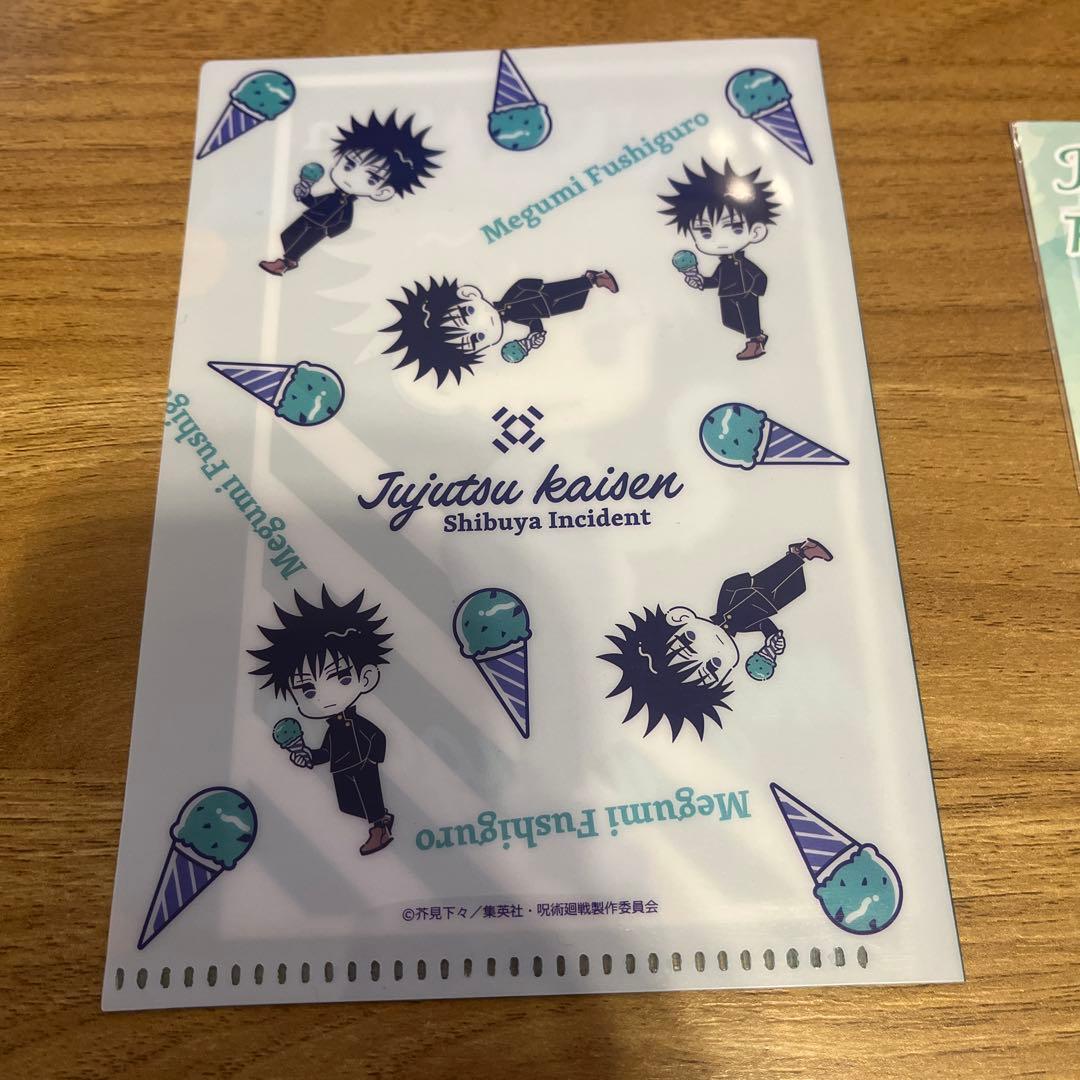 Megumi Fushiguro
Megumi Fushig
Jujutsu kaisen
Shibuya Incident
Megumi Fushiguro
©芥見下々／集英社・呪術廻戦製作委員会